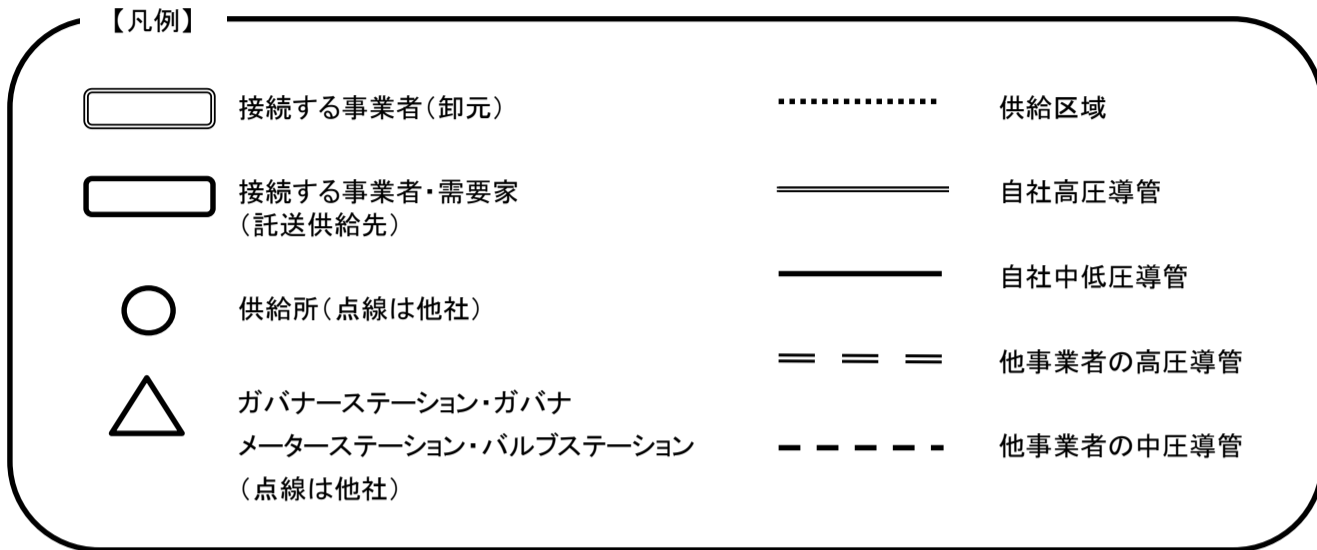 【凡例】
接続する事業者(卸元)
接続する事業者・需要家
(託送供給先)
供給所(点線は他社)
ガバナーステーション・ガバナ
メーターステーション・バルブステーション
(点線は他社)
供給区域
自社高圧導管
自社中低圧導管
他事業者の高圧導管
他事業者の中圧導管